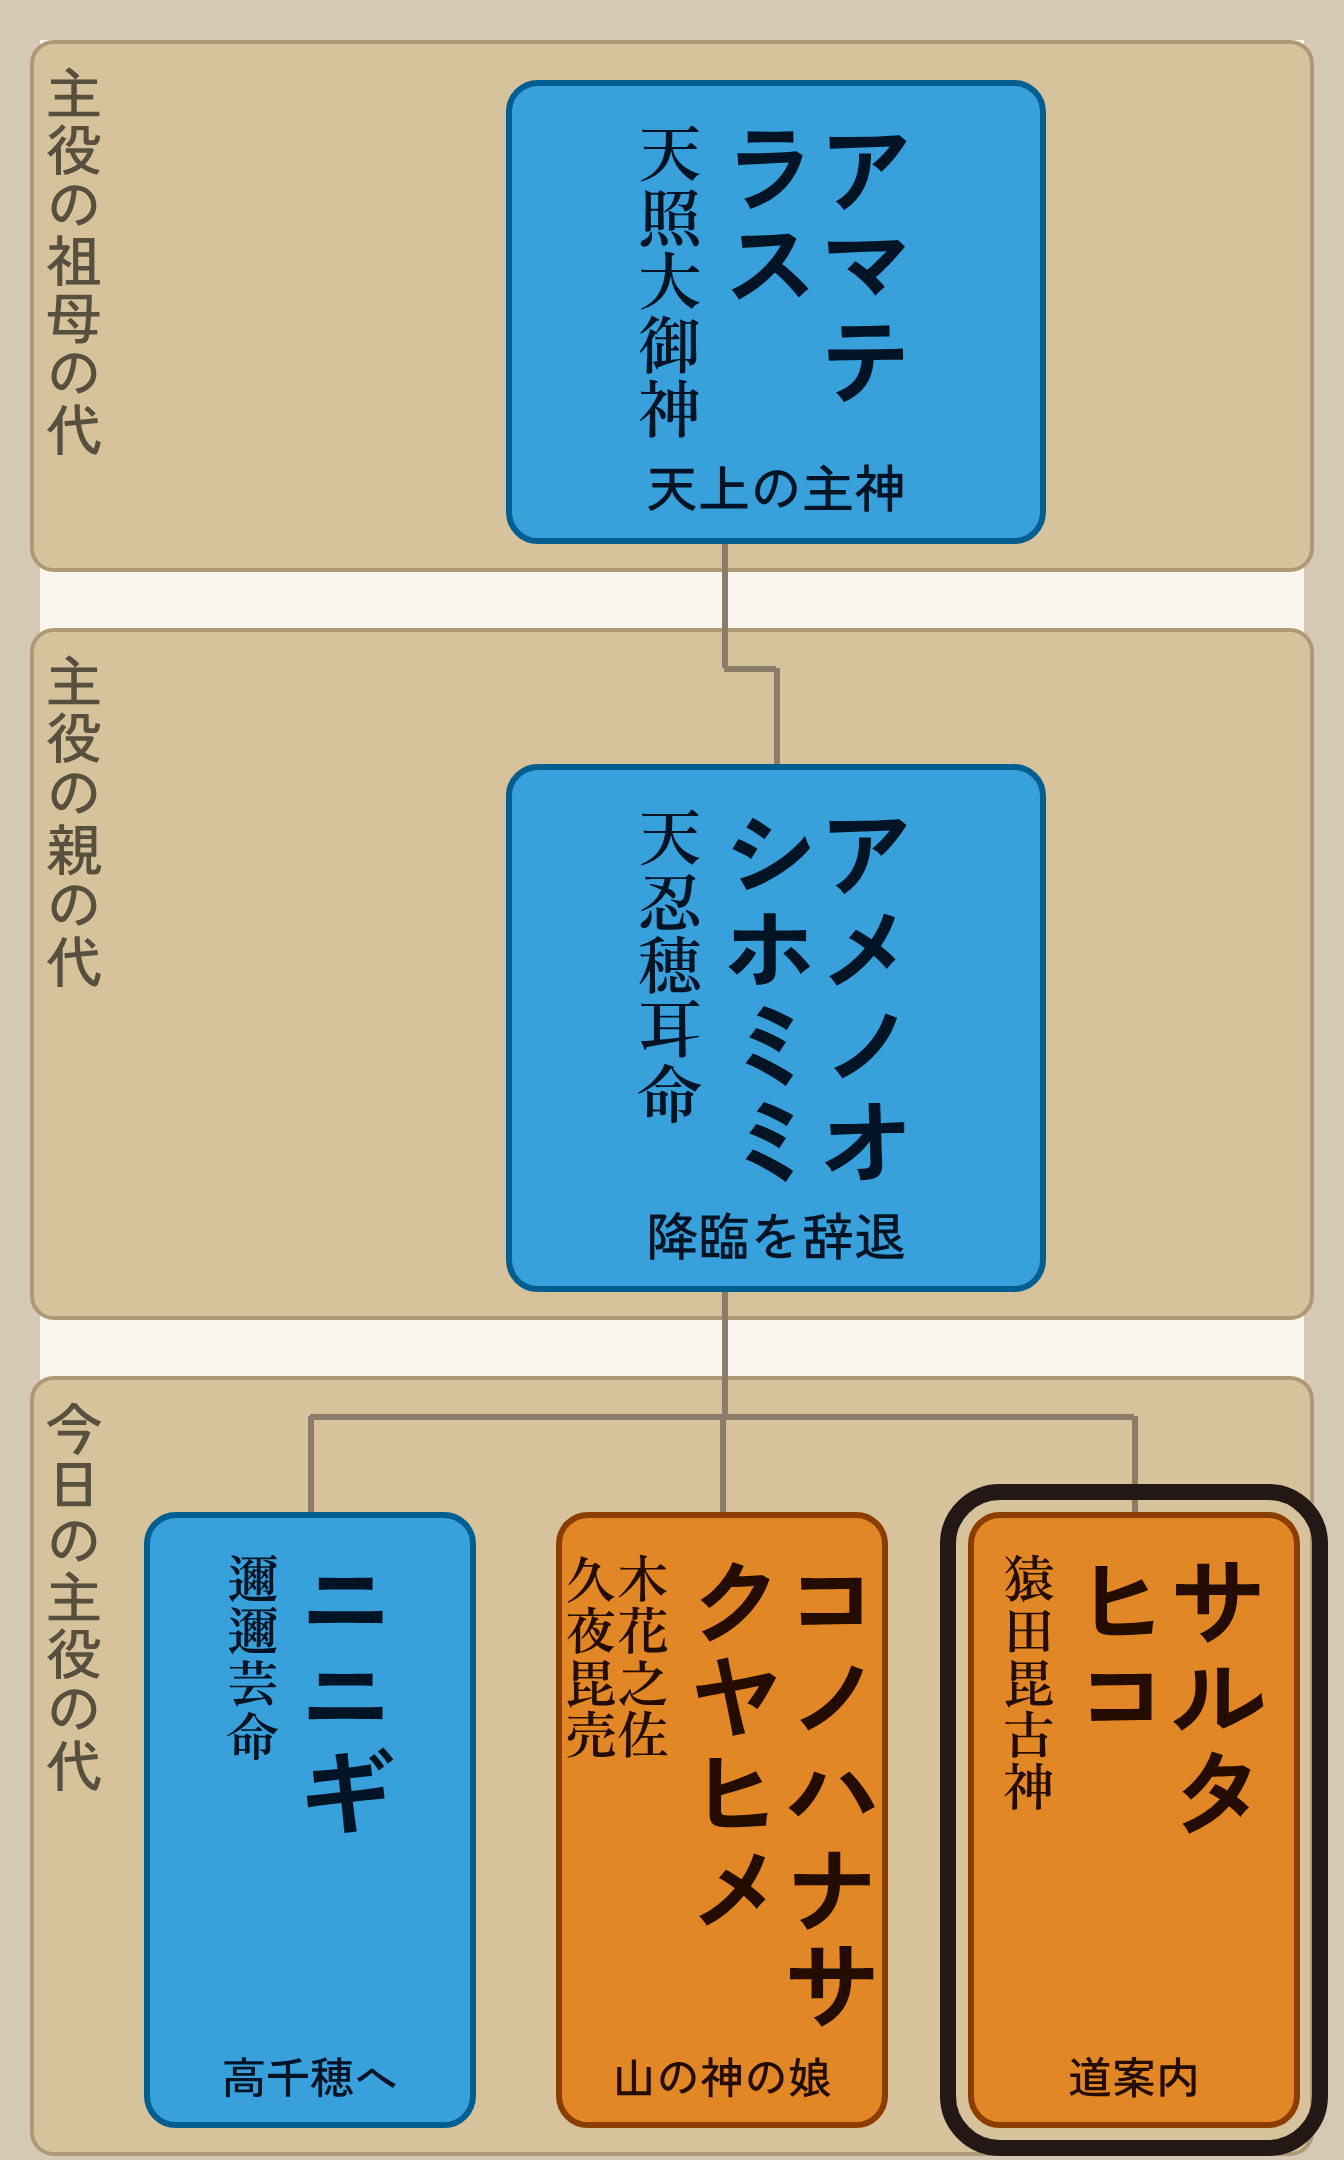 主役の祖母の代
アマテ
ラス
天照大御神
天上の主神
主役の親の代
アメノオ
シホミミ
天忍穂耳命
降臨を辞退
今日の主役の代
ニニギ
邇邇芸命
高千穂へ
コノハナサ
クヤヒメ
木花之佐
久夜毘売
山の神の娘
サルタ
ヒコ
猿田毘古神
道案内